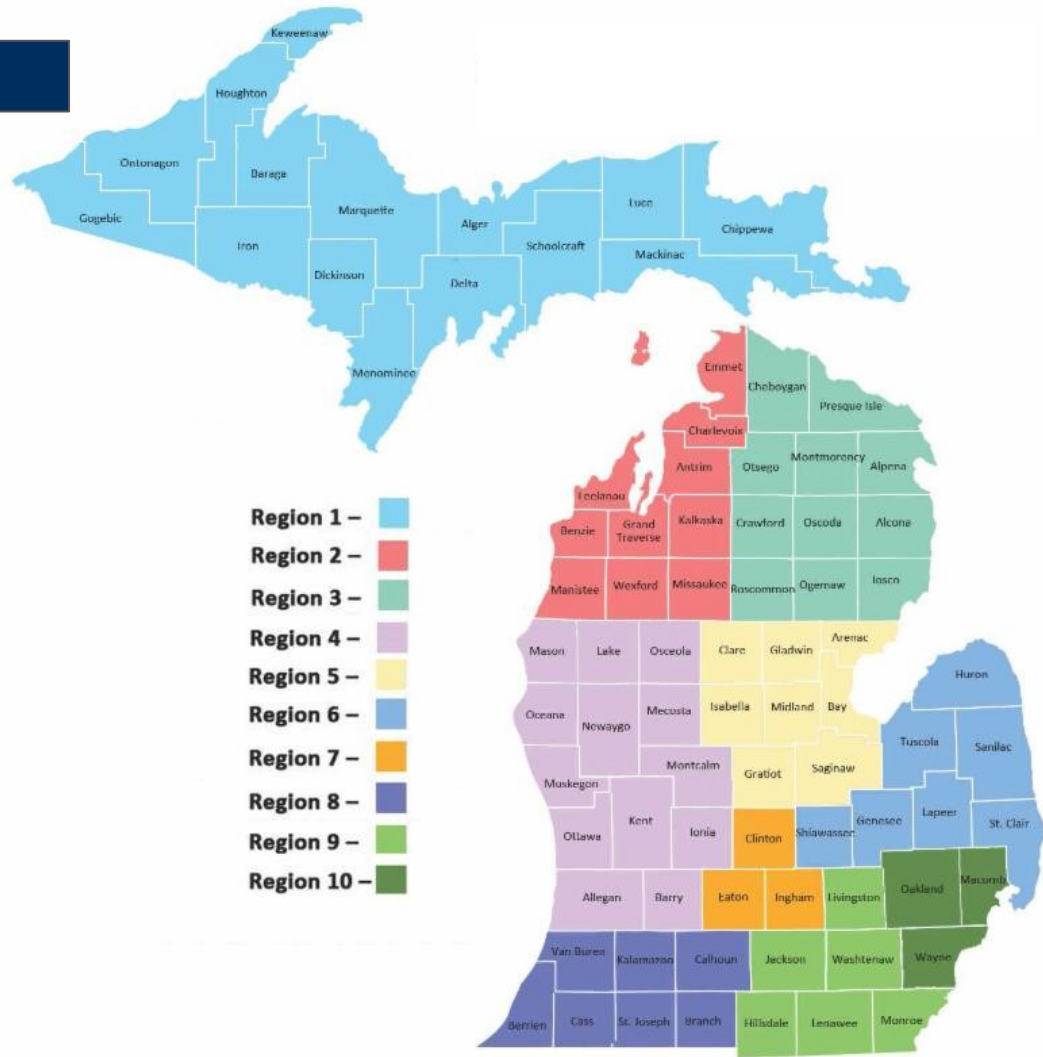 Keweenaw
Houghton
Ontonagon
Baraga
Gogebic
Marquette
Iron
Dickinson
Alger
Luce
Chippewa
Schoolcraft
Mackinac
Delta
Menominee
Emmet
Cheboygan
Presque Isle
Charlevoix
Antrim
Otsego
Montmorency
Alpena
Leelanau
Benzie
Grand
Traverse
Kalkaska
Crawford
Oscoda
Alcona
Manistee
Wexford
Missaukee
Roscommon
Ogemaw
Iosco
Region 1 –
Region 2 –
Region 3 –
Region 4 –
Region 5 –
Region 6 –
Region 7 –
Region 8 –
Region 9 –
Region 10 –
Mason
Lake
Osceola
Clare
Gladwin
Arenac
Huron
Oceana
Newaygo
Mecosta
Isabella
Midland
Bay
Tuscola
Sanilac
Muskegon
Montcalm
Gratiot
Saginaw
Ottawa
Kent
Ionia
Clinton
Shiawassee
Genesee
Lapeer
St. Clair
Allegan
Barry
Eaton
Ingham
Livingston
Oakland
Macomb
Van Buren
Kalamazoo
Calhoun
Jackson
Washtenaw
Wayne
Berrien
Cass
St. Joseph
Branch
Hillsdale
Lenawee
Monroe